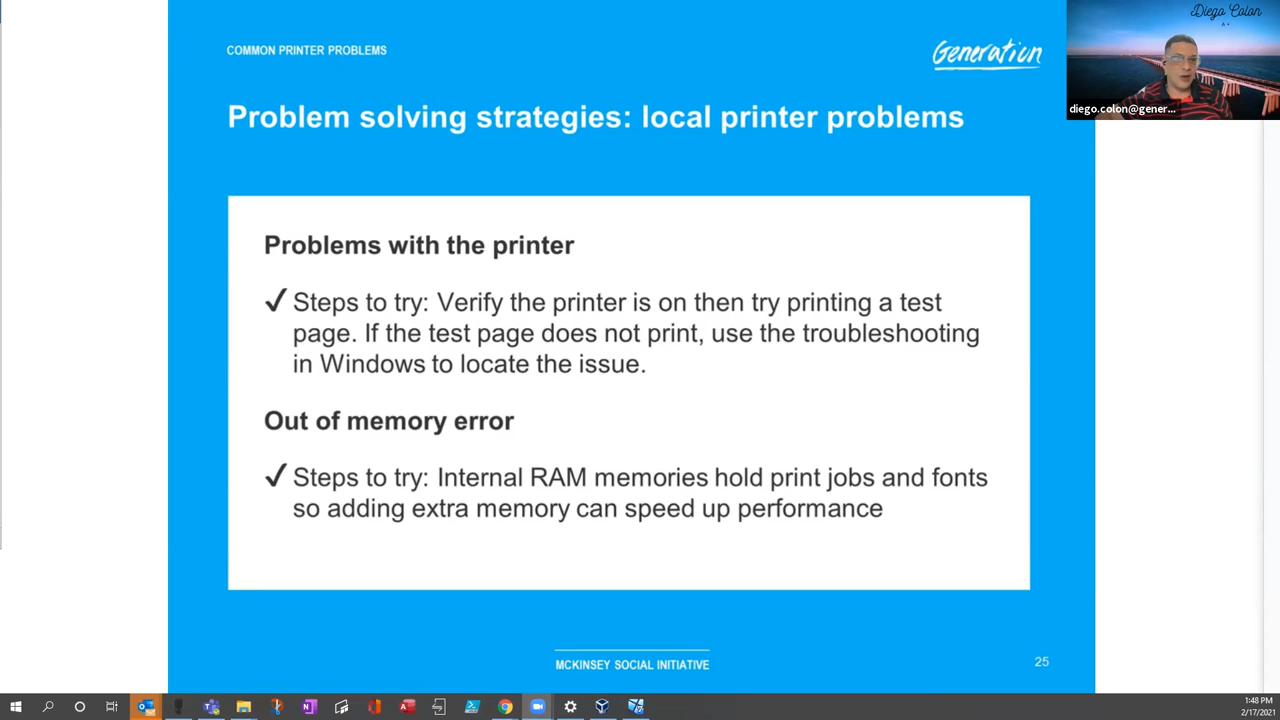 COMMON PRINTER PROBLEMS
Generation
Diego Colon
A+
diego.colon@gener...
Problem solving strategies: local printer problems
Problems with the printer
✓ Steps to try: Verify the printer is on then try printing a test
page. If the test page does not print, use the troubleshooting
in Windows to locate the issue.
Out of memory error
✓ Steps to try: Internal RAM memories hold print jobs and fonts
so adding extra memory can speed up performance
MCKINSEY SOCIAL INITIATIVE
25
1:48 PM
2/17/2021